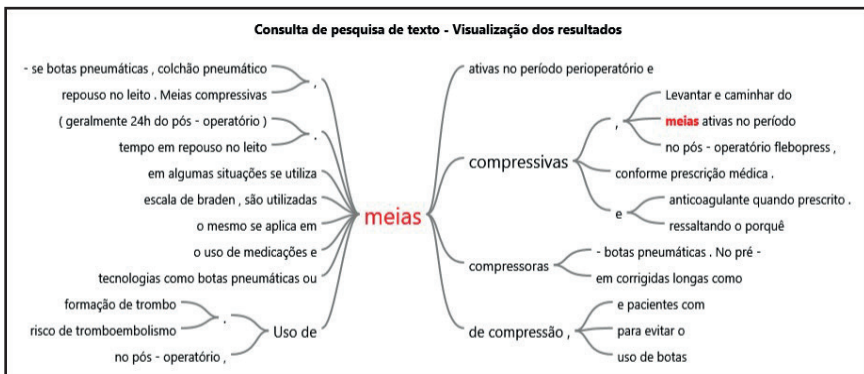 Consulta de pesquisa de texto - Visualização dos resultados
- se botas pneumáticas , colchão pneumático
repouso no leito . Meias compressivas
,
( geralmente 24h do pós - operatório )
tempo em repouso no leito
.
em algumas situações se utiliza
escala de braden , são utilizadas
o mesmo se aplica em
o uso de medicações e
tecnologias como botas pneumáticas ou
formação de trombo
risco de tromboembolismo
.
no pós - operatório ,
Uso de
meias
ativas no período perioperatório e
compressivas
,
Levantar e caminhar do
meias ativas no período
no pós - operatório flebopress ,
conforme prescrição médica .
e
anticoagulante quando prescrito .
ressaltando o porquê
compressoras
- botas pneumáticas . No pré -
em corrigidas longas como
de compressão ,
e pacientes com
para evitar o
uso de botas